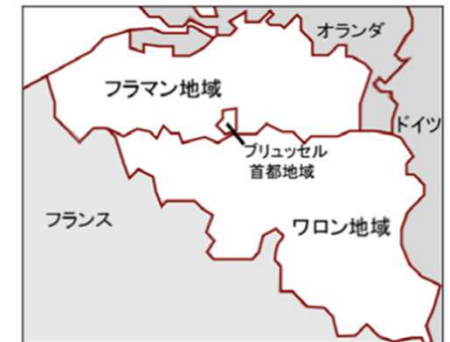 オランダ
フラマン地域
ドイツ
ブリュッセル
首都地域
フランス
ワロン地域